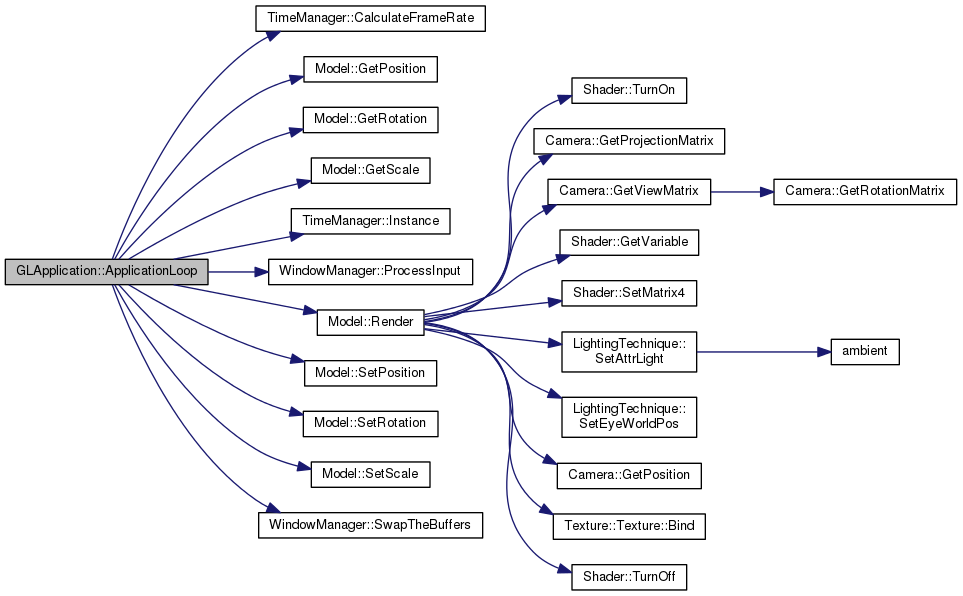 GLApplication::ApplicationLoop
TimeManager::CalculateFrameRate
Model::GetPosition
Model::GetRotation
Model::GetScale
TimeManager::Instance
WindowManager::ProcessInput
Model::Render
Model::SetPosition
Model::SetRotation
Model::SetScale
WindowManager::SwapTheBuffers
Shader::TurnOn
Camera::GetProjectionMatrix
Camera::GetViewMatrix
Shader::GetVariable
Shader::SetMatrix4
LightingTechnique::
SetAttrLight
LightingTechnique::
SetEyeWorldPos
Camera::GetPosition
Texture::Texture::Bind
Shader::TurnOff
Camera::GetRotationMatrix
ambient